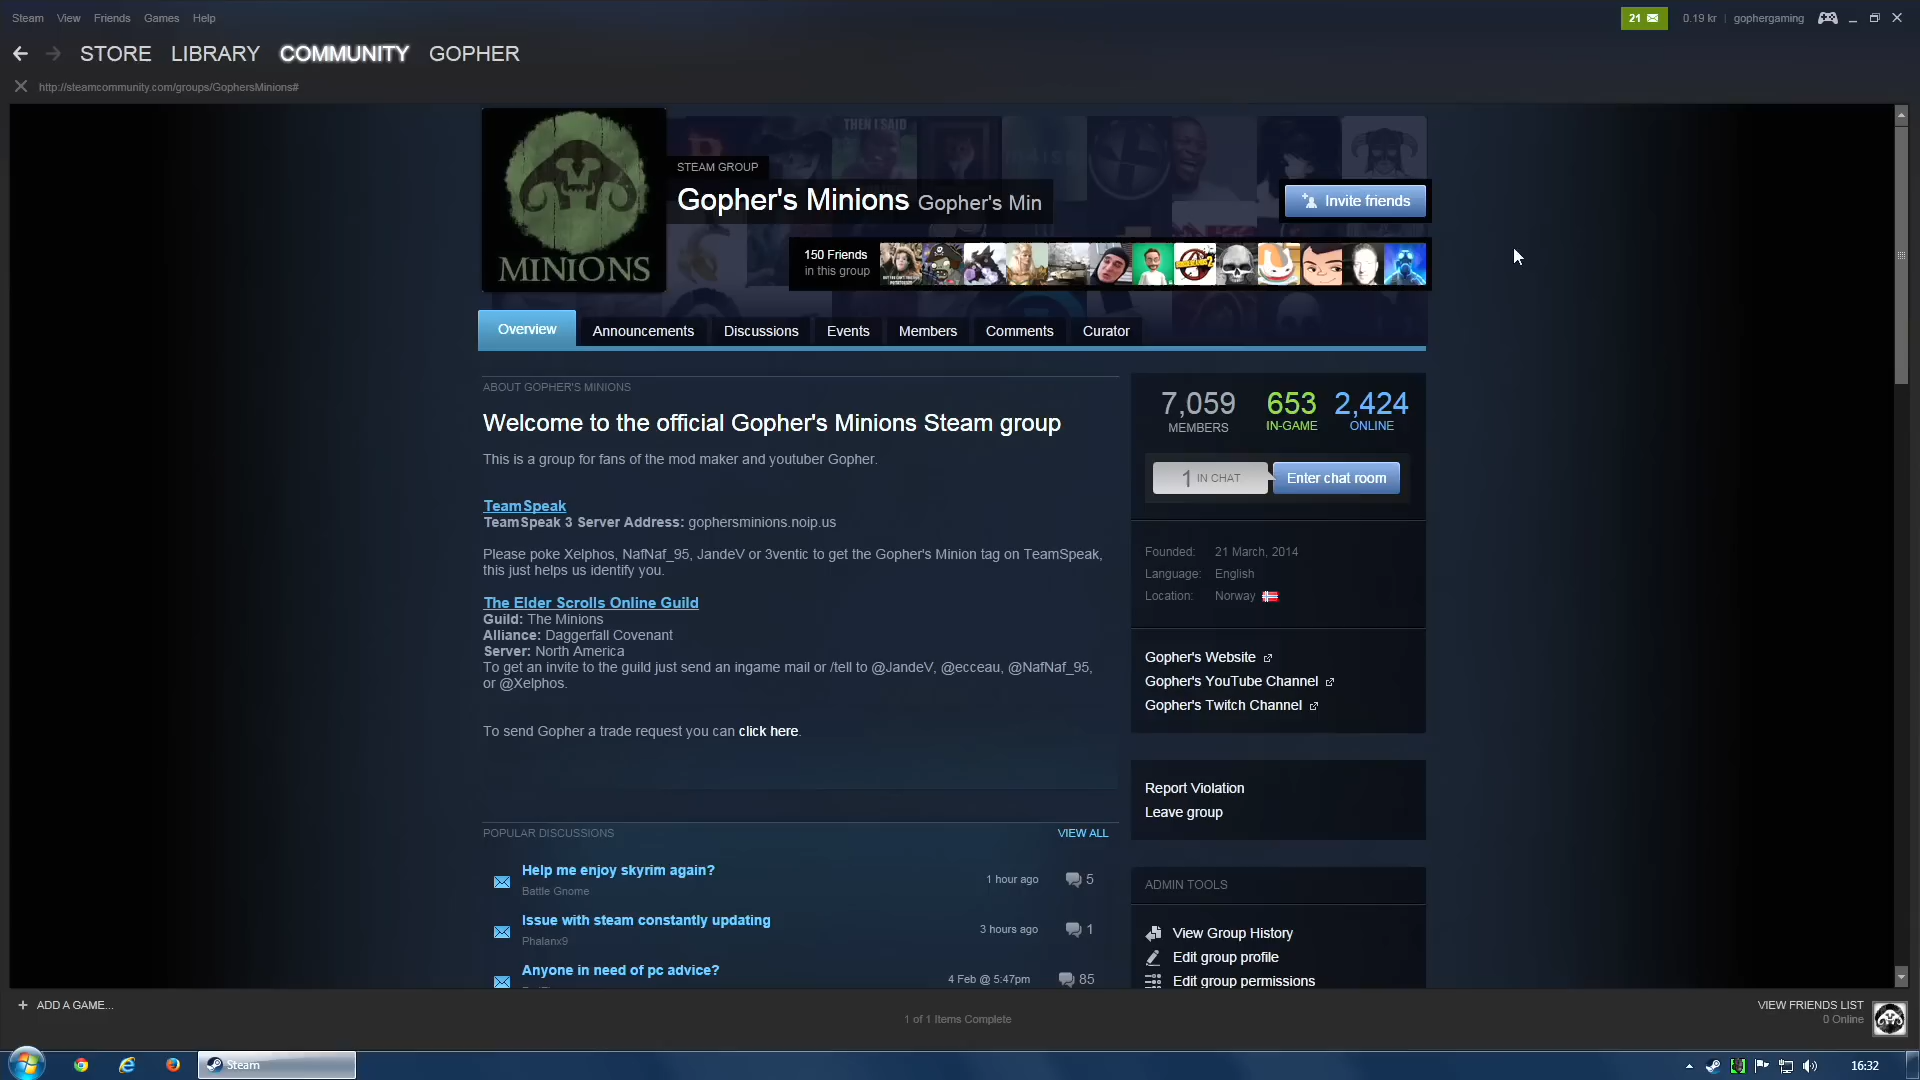 Steam View Friends Games Help
21 0.19 kr gophergaming
STORE LIBRARY COMMUNITY GOPHER
http://steamcommunity.com/groups/GophersMinions#
MINIONS
THEN I SAID
STEAM GROUP
Gopher's Minions Gopher's Min
Invite friends
150 Friends
in this group
Overview Announcements Discussions Events Members Comments Curator
ABOUT GOPHER'S MINIONS
Welcome to the official Gopher's Minions Steam group
This is a group for fans of the mod maker and youtuber Gopher.
TeamSpeak
TeamSpeak 3 Server Address: gophersminions.noip.us
Please poke Xelphos, NafNaf_95, JandeV or 3ventic to get the Gopher's Minion tag on TeamSpeak,
this just helps us identify you.
The Elder Scrolls Online Guild
Guild: The Minions
Alliance: Daggerfall Covenant
Server: North America
To get an invite to the guild just send an ingame mail or /tell to @JandeV, @ecceau, @NafNaf_95,
or @Xelphos.
To send Gopher a trade request you can click here.
7,059 653 2,424
MEMBERS IN-GAME ONLINE
1 IN CHAT Enter chat room
Founded: 21 March, 2014
Language: English
Location: Norway
Gopher's Website
Gopher's YouTube Channel
Gopher's Twitch Channel
Report Violation
Leave group
POPULAR DISCUSSIONS VIEW ALL
Help me enjoy skyrim again? 1 hour ago 5
Battle Gnome
Issue with steam constantly updating 3 hours ago 1
Phalanx9
Anyone in need of pc advice? 4 Feb @ 5:47pm 85
ADMIN TOOLS
View Group History
Edit group profile
Edit group permissions
ADD A GAME...
1 of 1 Items Complete
VIEW FRIENDS LIST
0 Online
Steam
16:32